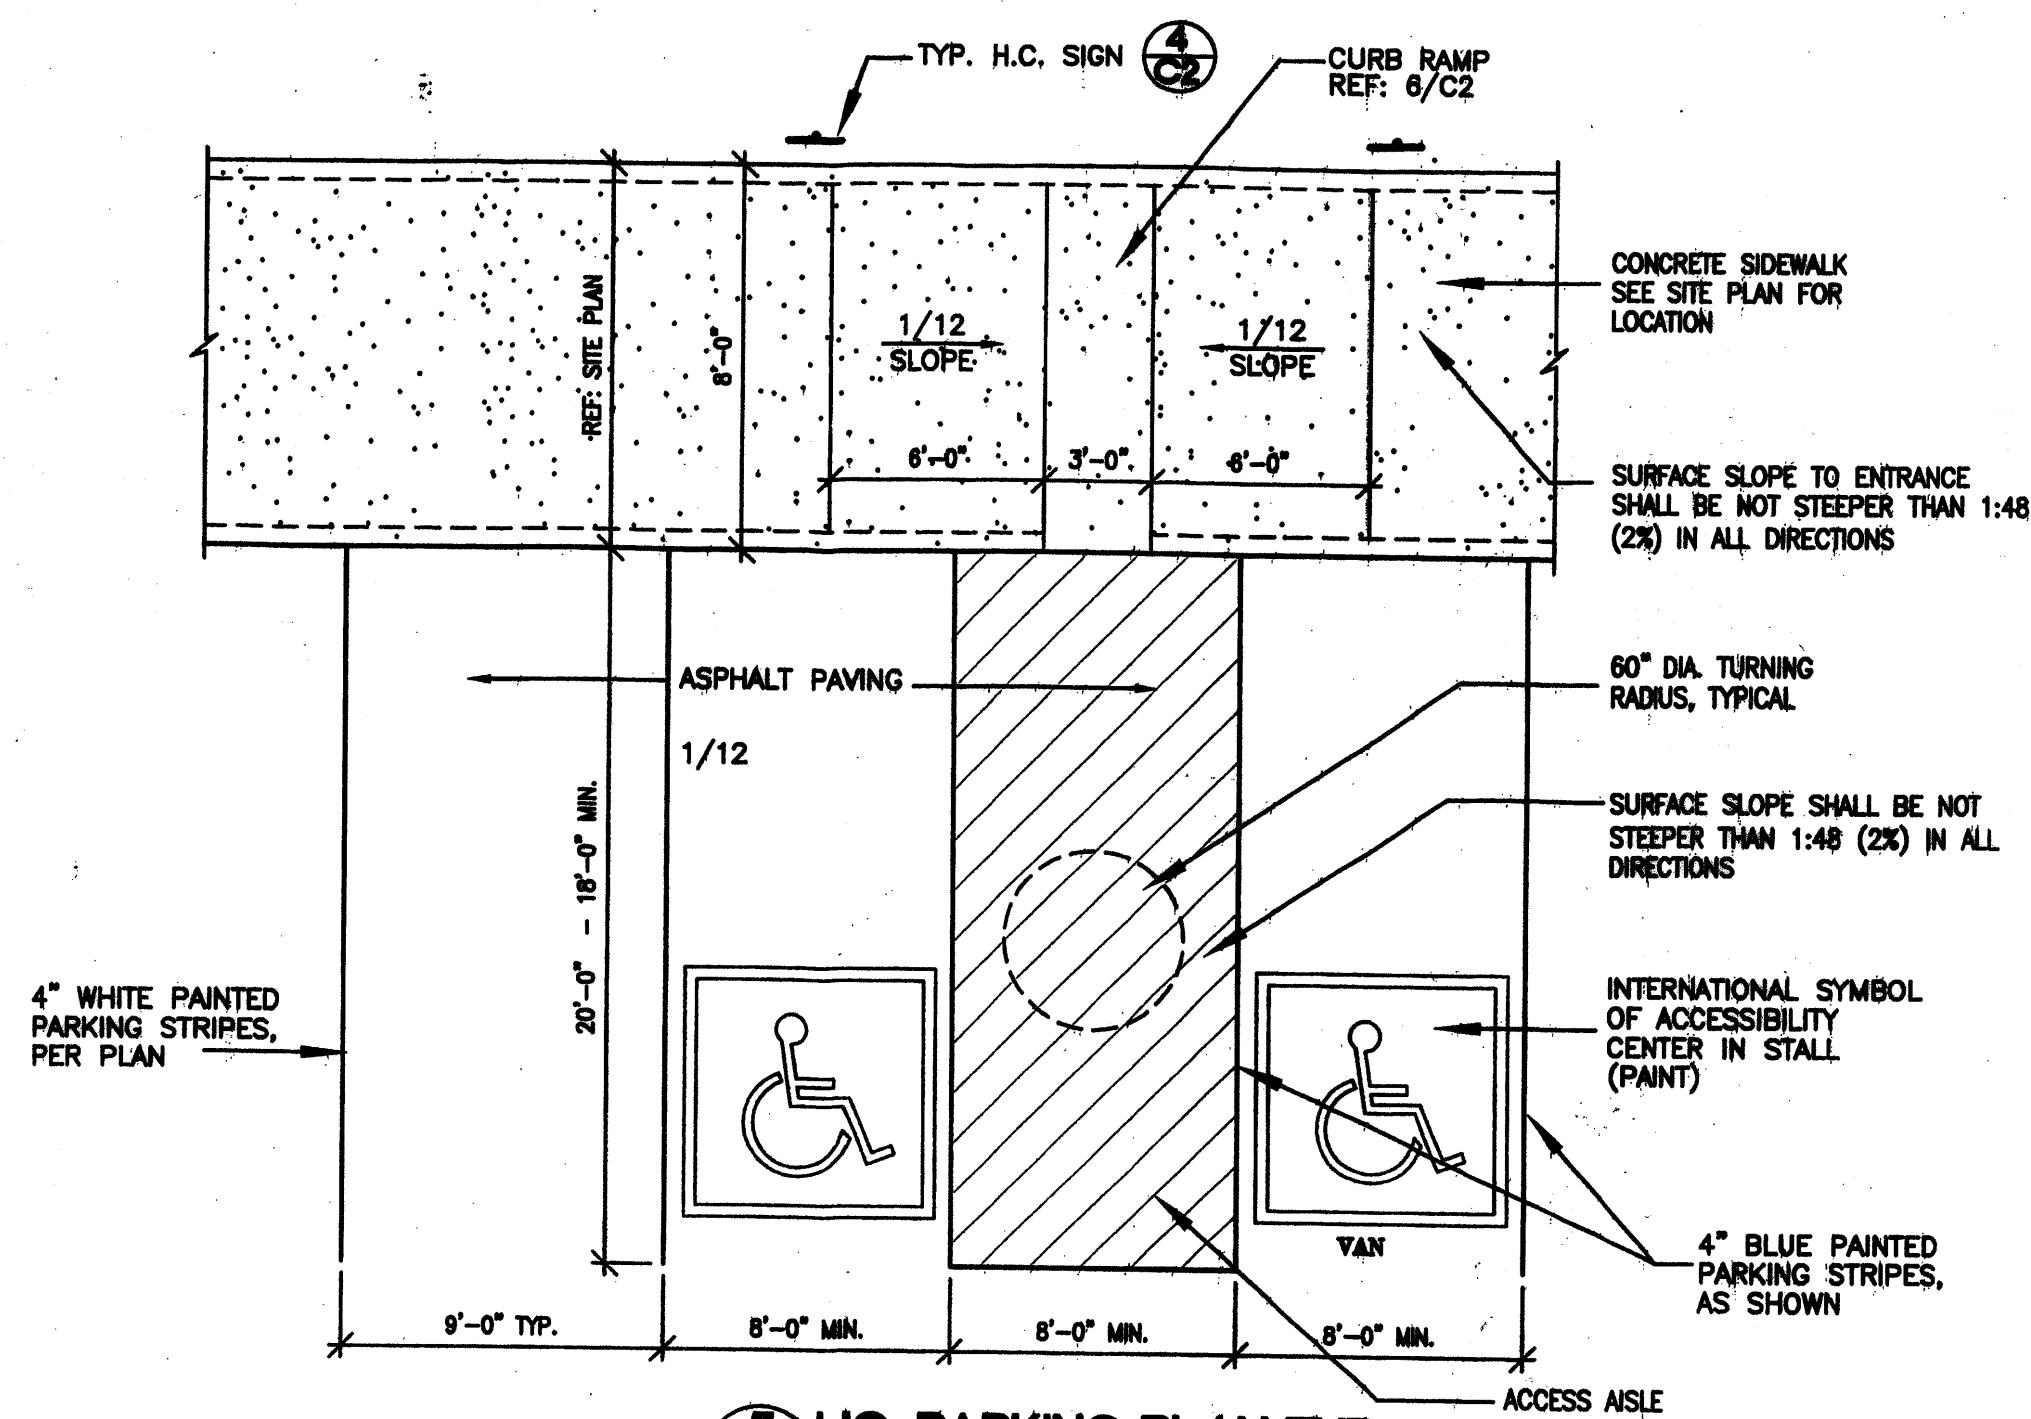 TYP. H.C. SIGN
4
C2
CURB RAMP
REF: 6/C2
CONCRETE SIDEWALK
SEE SITE PLAN FOR
LOCATION
REF: SITE PLAN
8'-0"
1/12
SLOPE
1/12
SLOPE
6'-0"
3'-0"
6'-0"
SURFACE SLOPE TO ENTRANCE
SHALL BE NOT STEEPER THAN 1:48
(2%) IN ALL DIRECTIONS
ASPHALT PAVING
1/12
60" DIA. TURNING
RADIUS, TYPICAL
SURFACE SLOPE SHALL BE NOT
STEEPER THAN 1:48 (2%) IN ALL
DIRECTIONS
20'-0" - 18'-0" MIN.
4" WHITE PAINTED
PARKING STRIPES,
PER PLAN
INTERNATIONAL SYMBOL
OF ACCESSIBILITY
CENTER IN STALL
(PAINT)
VAN
4" BLUE PAINTED
PARKING STRIPES,
AS SHOWN
9'-0" TYP.
8'-0" MIN.
8'-0" MIN.
8'-0" MIN.
ACCESS AISLE
PARKING PLAN